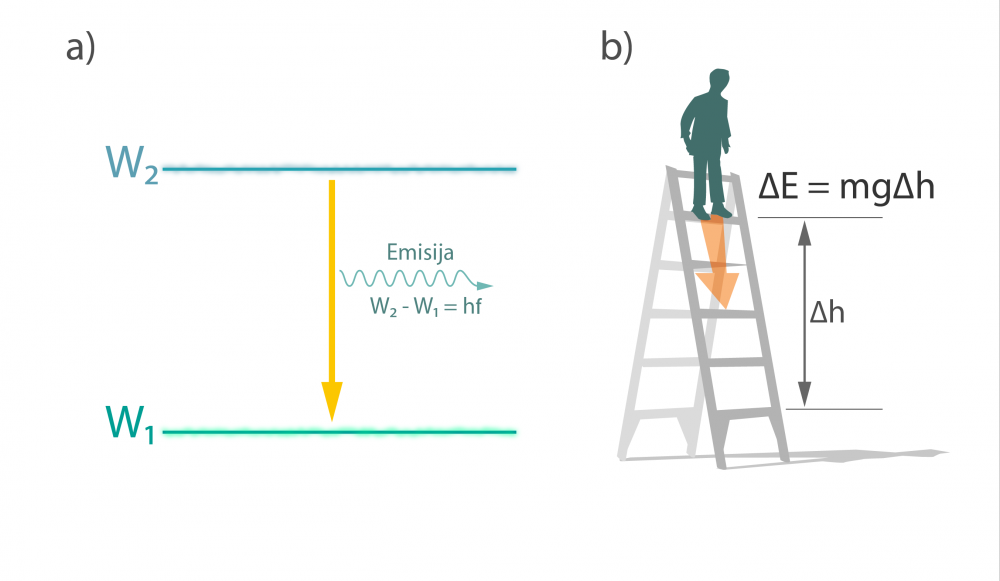 a)
W₂
Emisija
W₂ - W₁ = hf
W₁
b)
ΔE = mgΔh
Δh